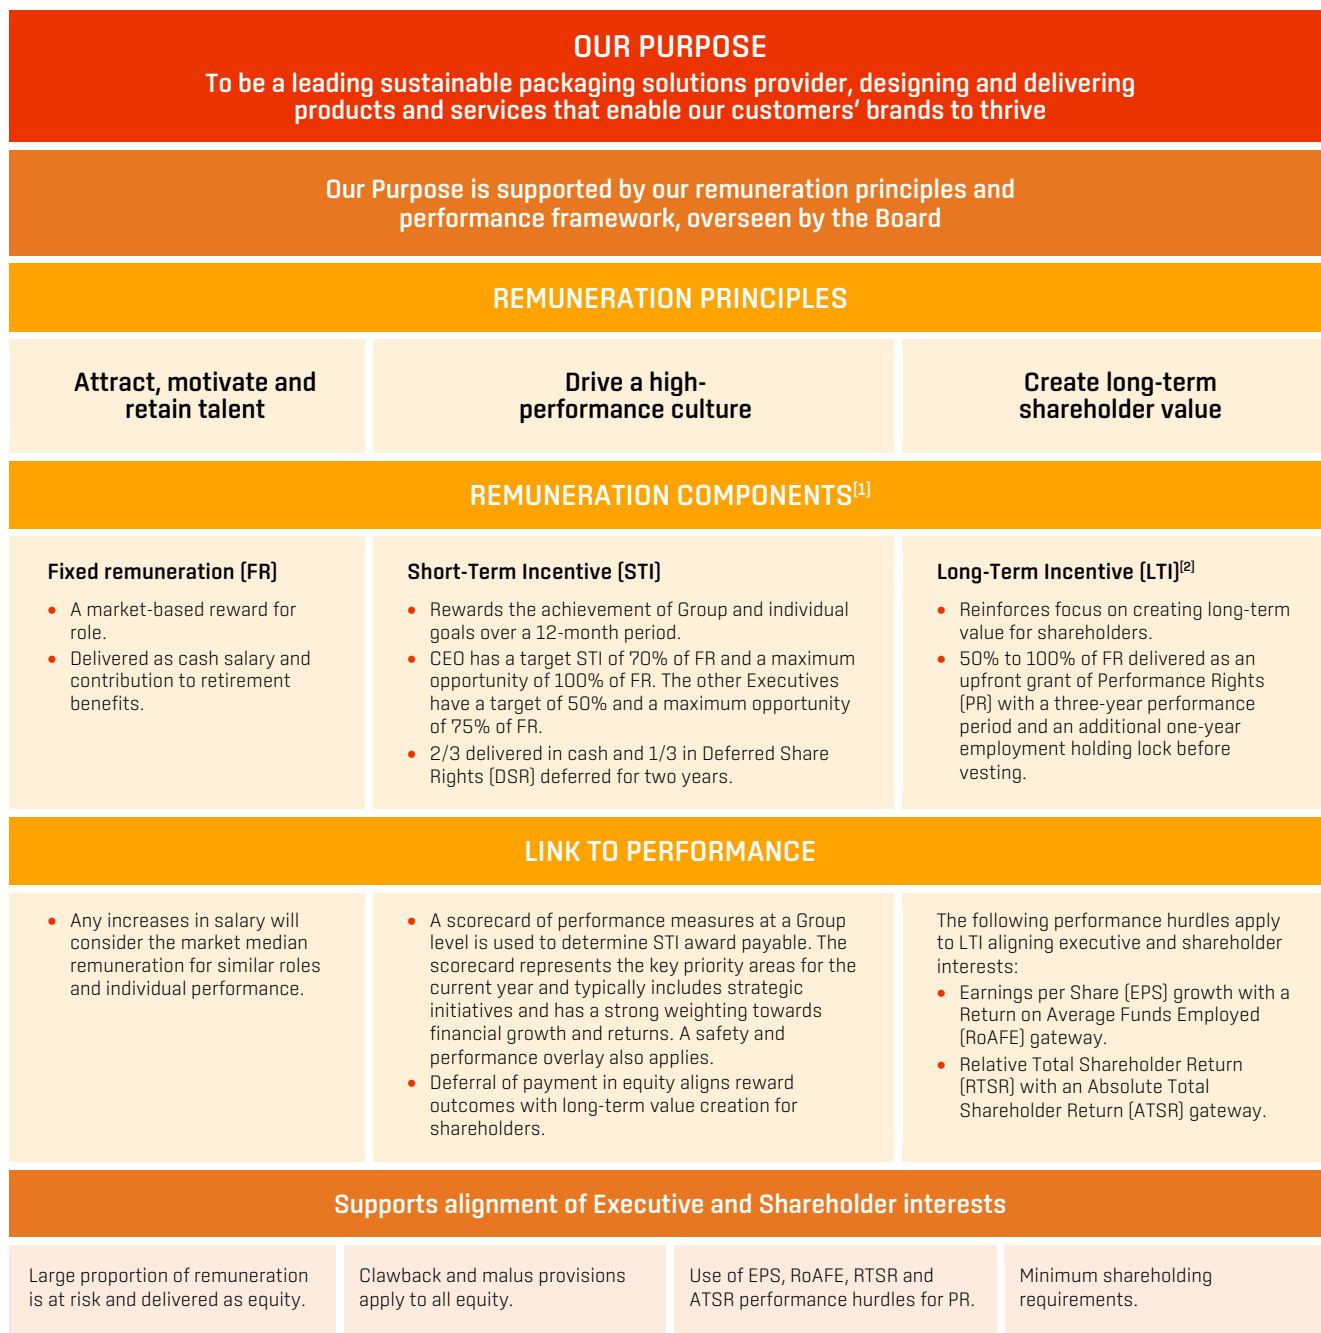 OUR PURPOSE
To be a leading sustainable packaging solutions provider, designing and delivering
products and services that enable our customers’ brands to thrive
Our Purpose is supported by our remuneration principles and
performance framework, overseen by the Board
REMUNERATION PRINCIPLES
Attract, motivate and
retain talent
Drive a high-
performance culture
Create long-term
shareholder value
REMUNERATION COMPONENTS[1]
Fixed remuneration (FR)
• A market-based reward for
role.
• Delivered as cash salary and
contribution to retirement
benefits.
Short-Term Incentive (STI)
• Rewards the achievement of Group and individual
goals over a 12-month period.
• CEO has a target STI of 70% of FR and a maximum
opportunity of 100% of FR. The other Executives
have a target of 50% and a maximum opportunity
of 75% of FR.
• 2/3 delivered in cash and 1/3 in Deferred Share
Rights (DSR) deferred for two years.
Long-Term Incentive (LTI)[2]
• Reinforces focus on creating long-term
value for shareholders.
• 50% to 100% of FR delivered as an
upfront grant of Performance Rights
(PR) with a three-year performance
period and an additional one-year
employment holding lock before
vesting.
LINK TO PERFORMANCE
• Any increases in salary will
consider the market median
remuneration for similar roles
and individual performance.
• A scorecard of performance measures at a Group
level is used to determine STI award payable. The
scorecard represents the key priority areas for the
current year and typically includes strategic
initiatives and has a strong weighting towards
financial growth and returns. A safety and
performance overlay also applies.
• Deferral of payment in equity aligns reward
outcomes with long-term value creation for
shareholders.
The following performance hurdles apply
to LTI aligning executive and shareholder
interests:
• Earnings per Share (EPS) growth with a
Return on Average Funds Employed
(RoAFE) gateway.
• Relative Total Shareholder Return
(RTSR) with an Absolute Total
Shareholder Return (ATSR) gateway.
Supports alignment of Executive and Shareholder interests
Large proportion of remuneration
is at risk and delivered as equity.
Clawback and malus provisions
apply to all equity.
Use of EPS, RoAFE, RTSR and
ATSR performance hurdles for PR.
Minimum shareholding
requirements.